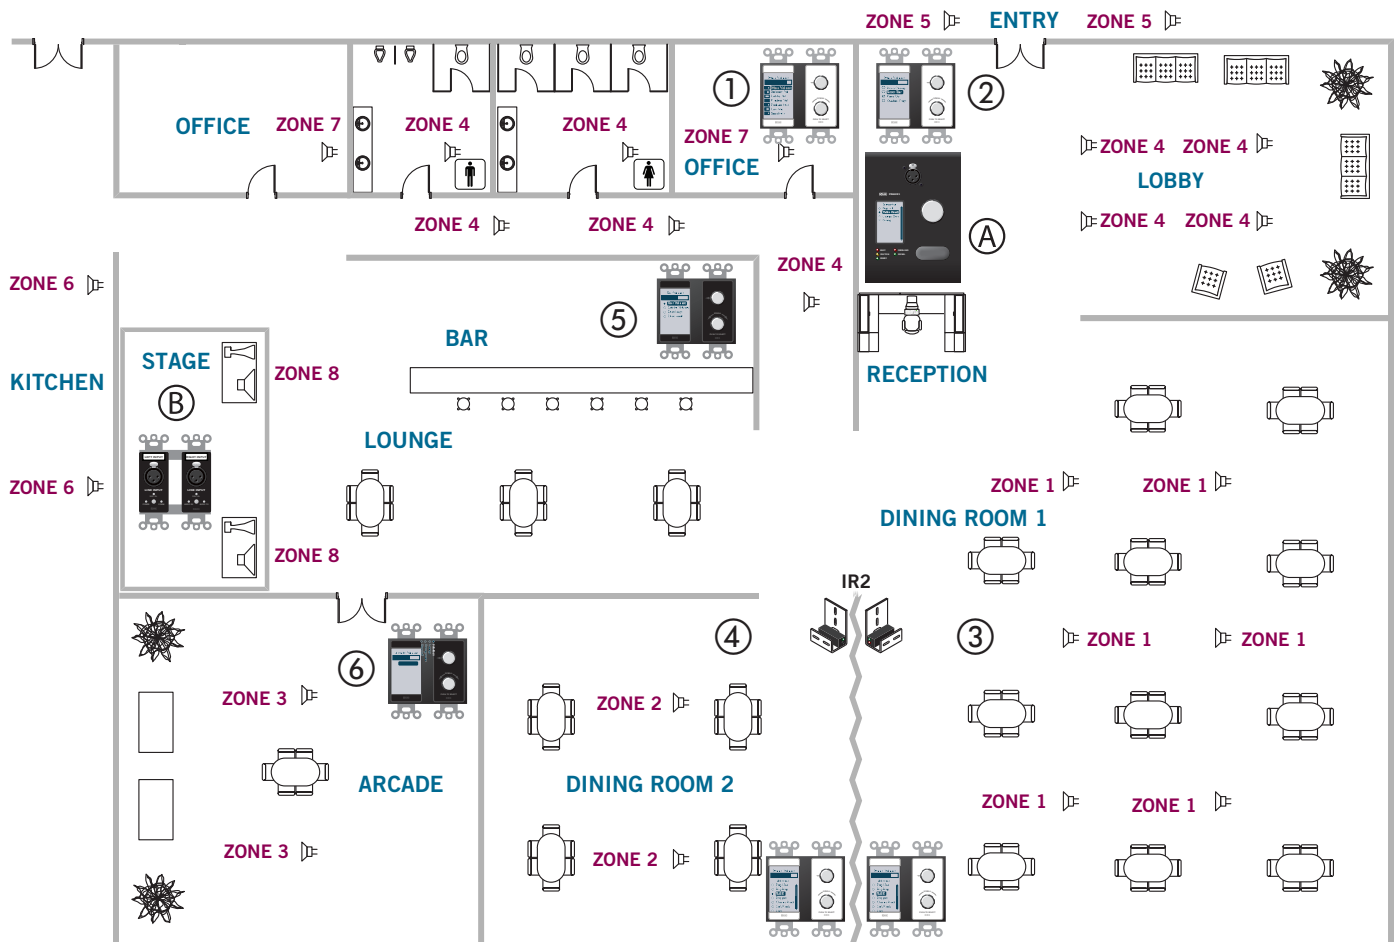 ZONE 5
ENTRY
ZONE 5
1
2
OFFICE
ZONE 7
ZONE 4
ZONE 4
ZONE 7
OFFICE
ZONE 4
ZONE 4
LOBBY
ZONE 4
ZONE 4
ZONE 4
ZONE 4
A
ZONE 4
ZONE 6
5
BAR
STAGE
ZONE 8
KITCHEN
RECEPTION
B
LOUNGE
ZONE 6
ZONE 1
ZONE 1
DINING ROOM 1
ZONE 8
IR2
4
3
ZONE 1
ZONE 1
6
ZONE 3
ZONE 2
ARCADE
DINING ROOM 2
ZONE 1
ZONE 1
ZONE 3
ZONE 2